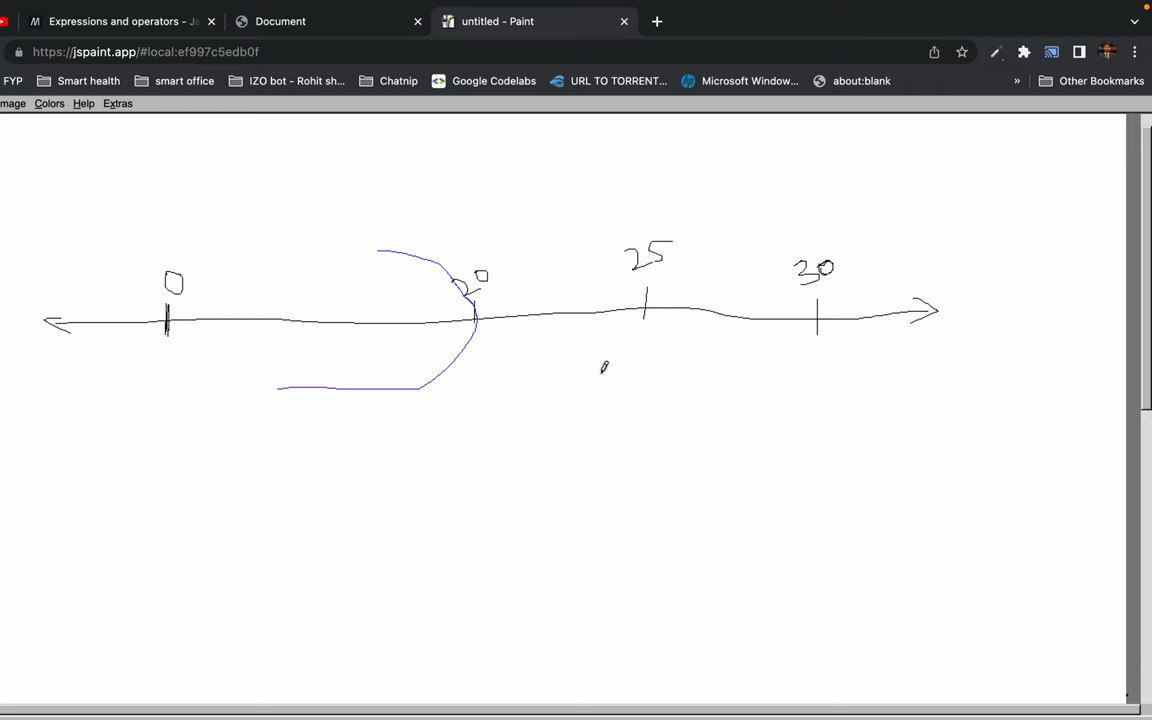 Expressions and operators - Ja
Document
untitled - Paint
https://jspaint.app/#local:ef997c5edb0f
FYP
Smart health
smart office
IZO bot - Rohit sh...
Chatnip
Google Codelabs
URL TO TORRENT...
Microsoft Window...
about:blank
»
Other Bookmarks
mage Colors Help Extras
0
20
25
30